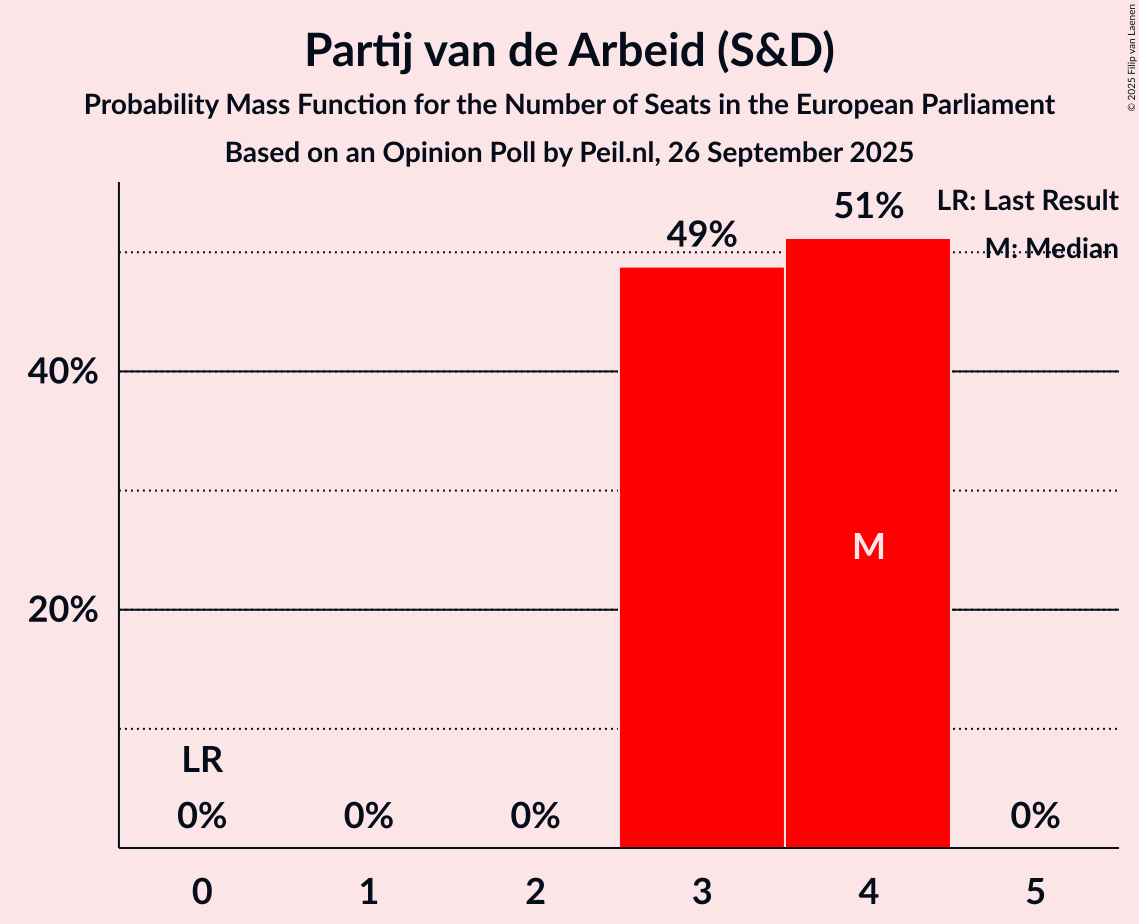 Partij van de Arbeid (S&D)
Probability Mass Function for the Number of Seats in the European Parliament
Based on an Opinion Poll by Peil.nl, 26 September 2025
© 2025 Filip van Laenen
LR: Last Result
M: Median
49%
51%
40%
20%
M
LR
0%
0%
0%
0%
0
1
2
3
4
5